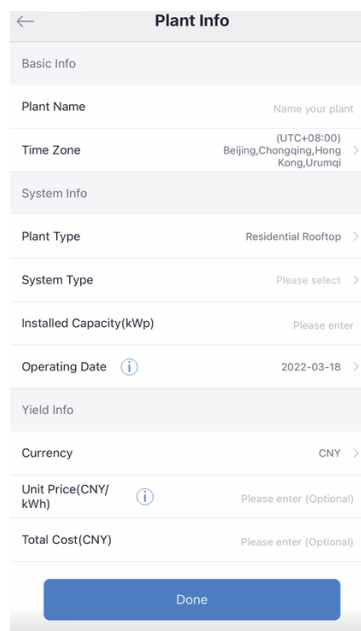 Plant Info
Basic Info
Plant Name
Name your plant
Time Zone
(UTC+08:00)
Beijing,Chongqing,Hong
Kong,Urumqi
System Info
Plant Type
Residential Rooftop
System Type
Please select
Installed Capacity(kWp)
Please enter
Operating Date
2022-03-18
Yield Info
Currency
CNY
Unit Price(CNY/
kWh)
Please enter (Optional)
Total Cost(CNY)
Please enter (Optional)
Done